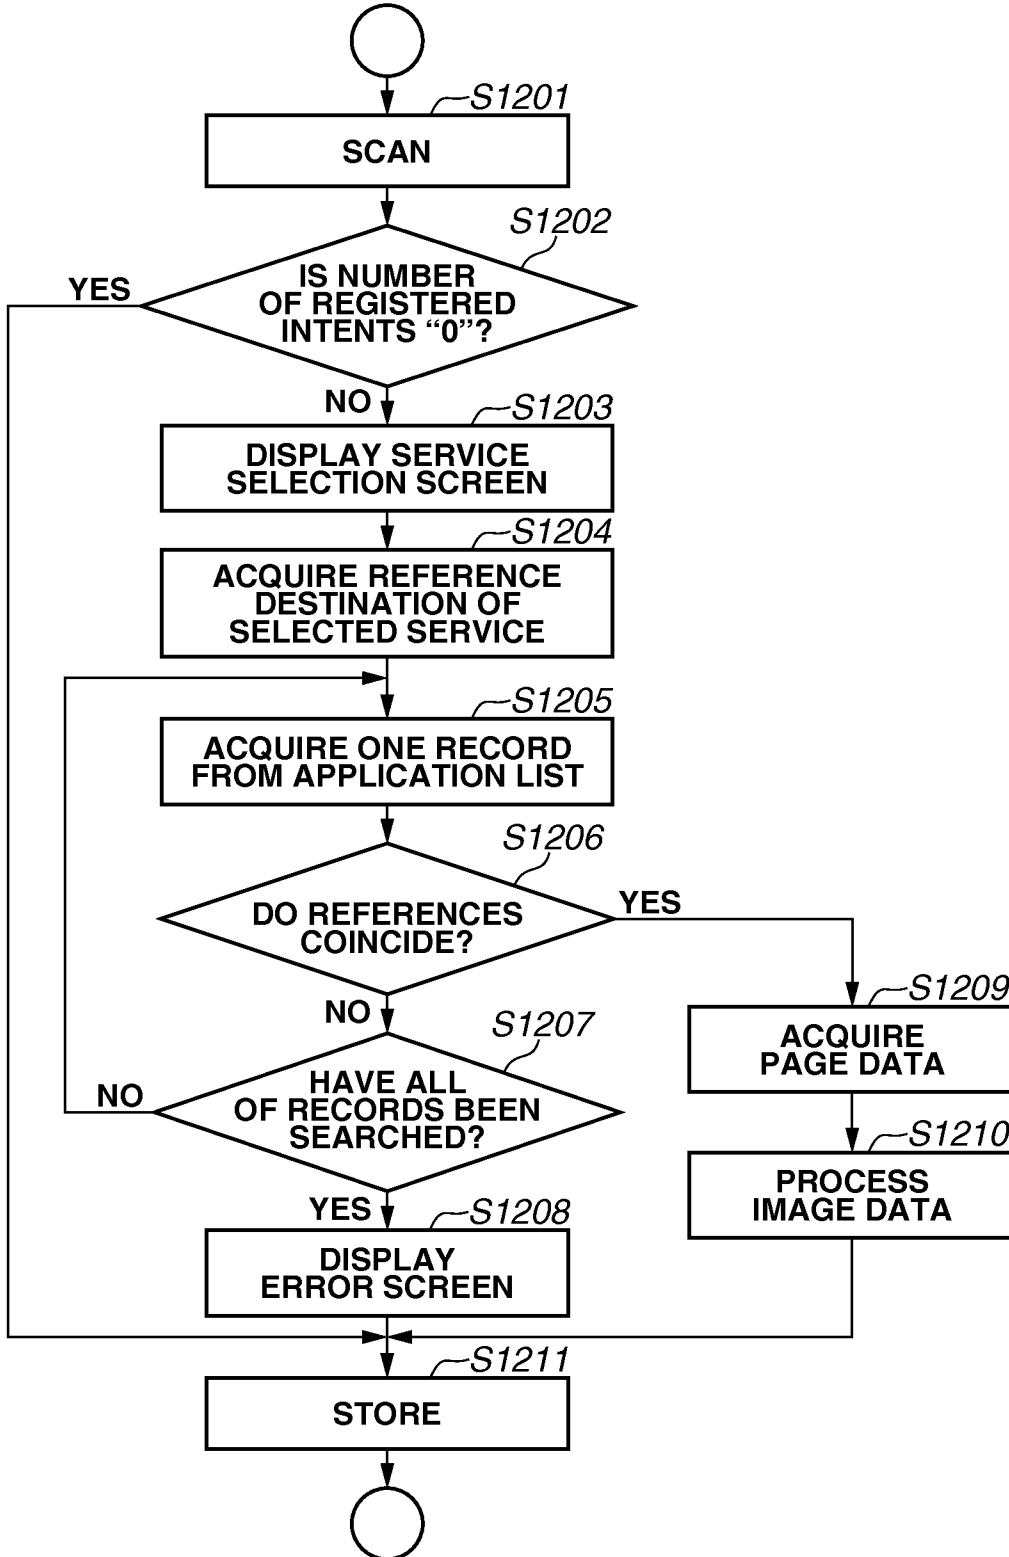 S1201
SCAN
S1202
IS NUMBER
OF REGISTERED
INTENTS “0”?
YES
NO
S1203
DISPLAY SERVICE
SELECTION SCREEN
S1204
ACQUIRE REFERENCE
DESTINATION OF
SELECTED SERVICE
S1205
ACQUIRE ONE RECORD
FROM APPLICATION LIST
S1206
DO REFERENCES
COINCIDE?
YES
NO
S1209
ACQUIRE
PAGE DATA
S1207
HAVE ALL
OF RECORDS BEEN
SEARCHED?
NO
YES
S1210
PROCESS
IMAGE DATA
S1208
DISPLAY
ERROR SCREEN
S1211
STORE